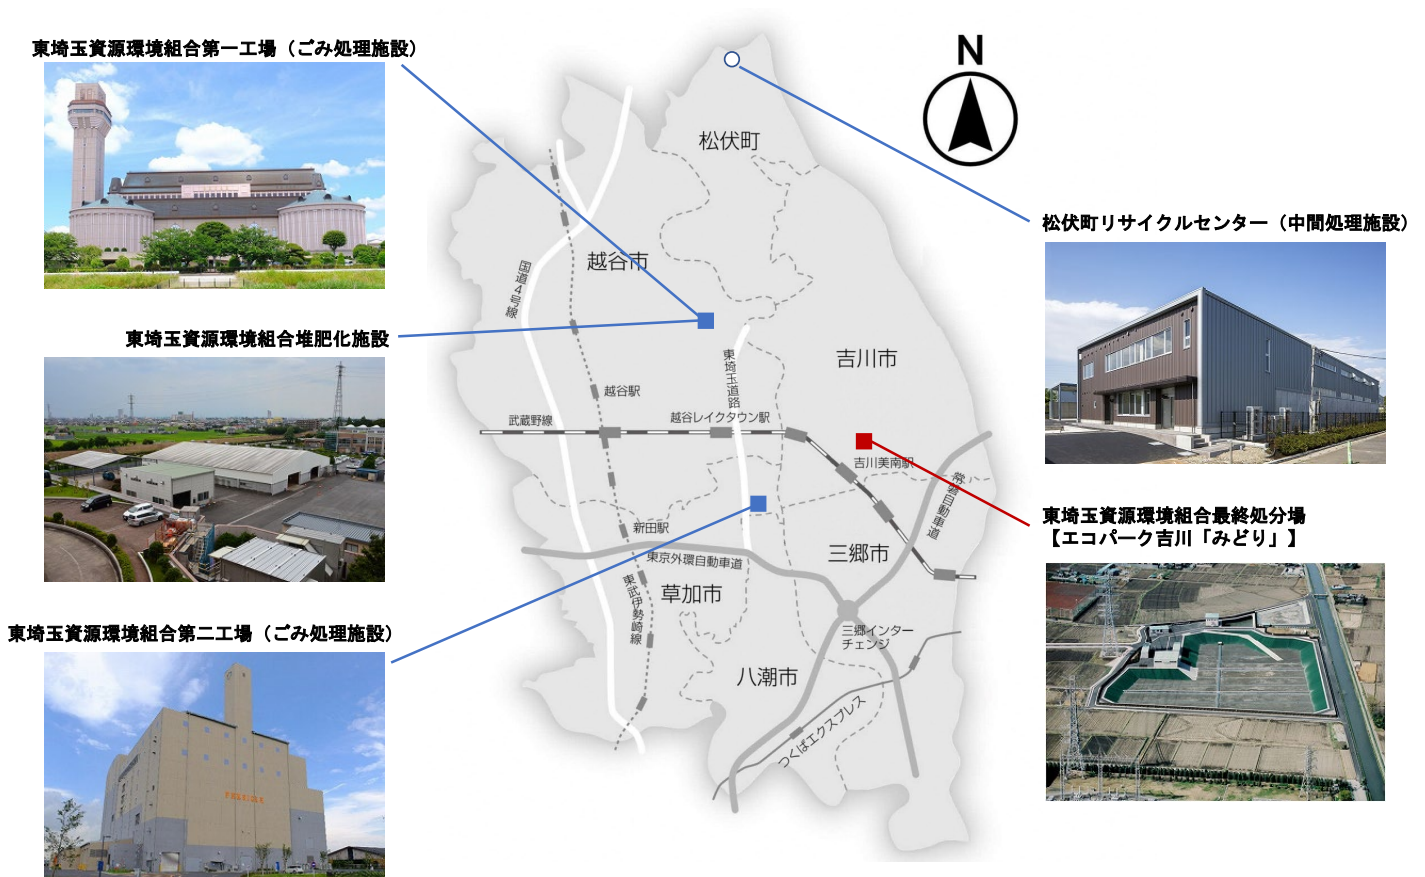 東埼玉資源環境組合第一工場（ごみ処理施設）
N
松伏町
松伏町リサイクルセンター（中間処理施設）
越谷市
国道4号線
東埼玉資源環境組合堆肥化施設
東埼玉道路
吉川市
越谷駅
武蔵野線
越谷レイクタウン駅
吉川美南駅
常磐自動車道
東埼玉資源環境組合最終処分場
【エコパーク吉川「みどり」】
新田駅
東京外環自動車道
三郷市
東武伊勢崎線
草加市
東埼玉資源環境組合第二工場（ごみ処理施設）
三郷インター
チェンジ
八潮市
つくばエクスプレス